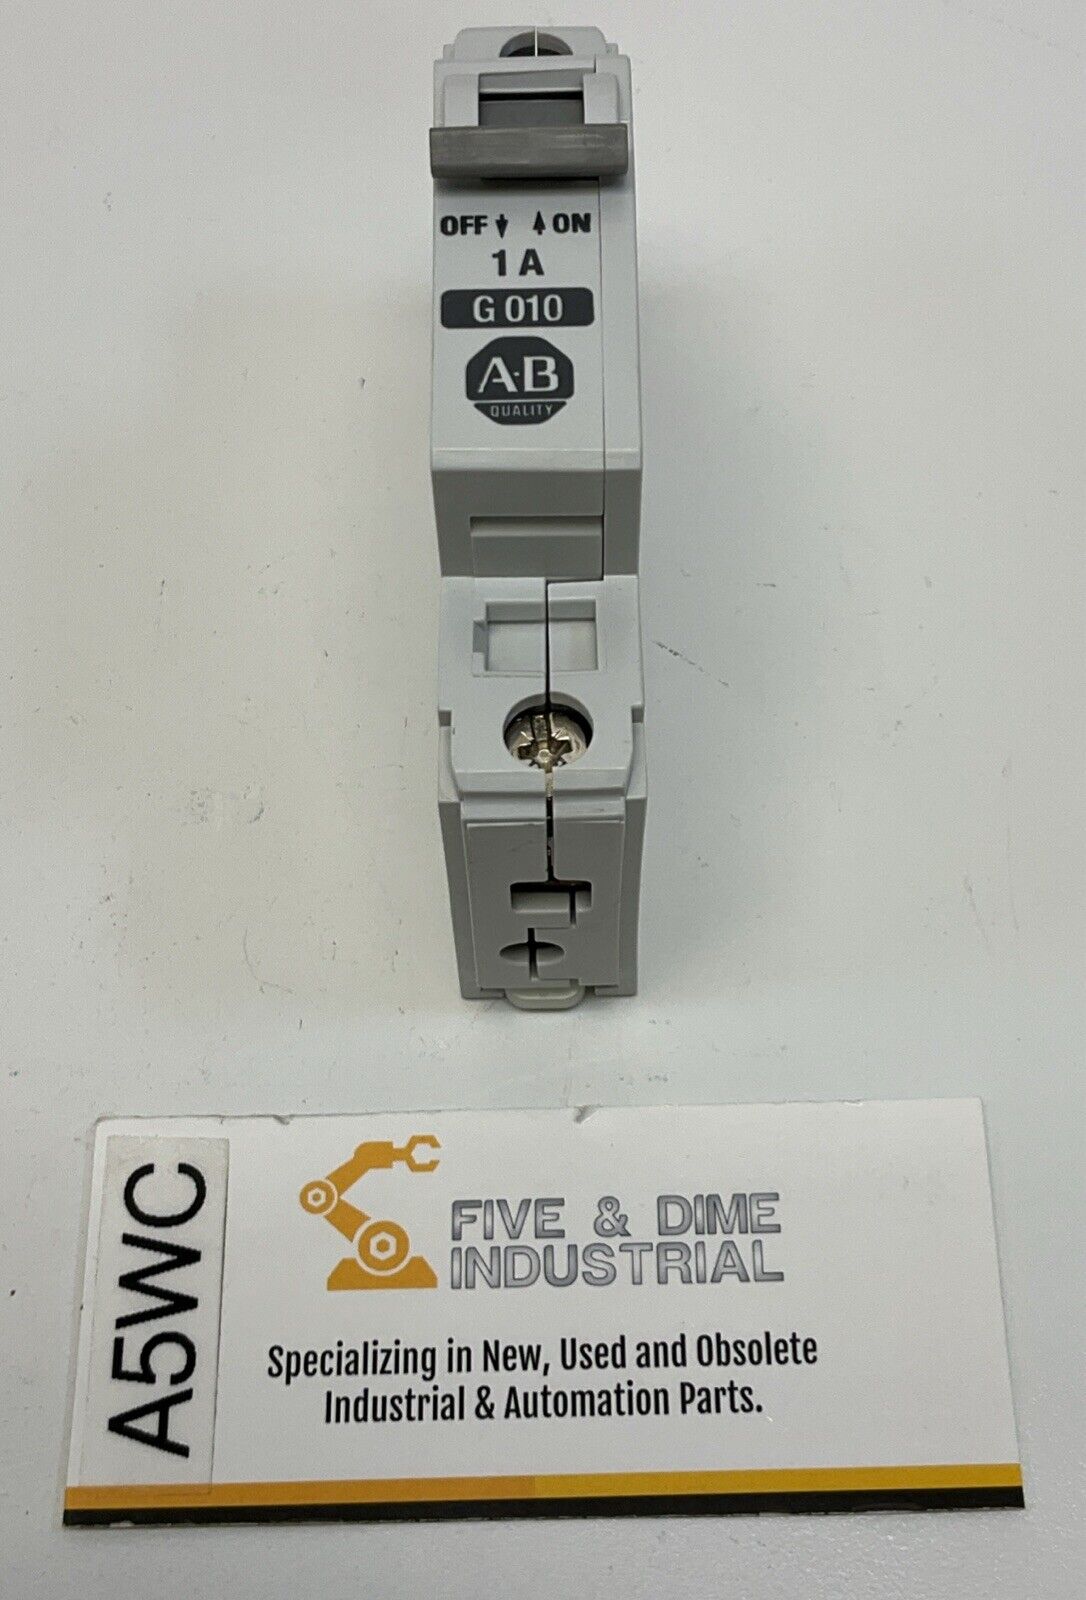 OFF ON
1 A
G 010
A·B
QUALITY
A5WC
FIVE & DIME
INDUSTRIAL
Specializing in New, Used and Obsolete
Industrial & Automation Parts.